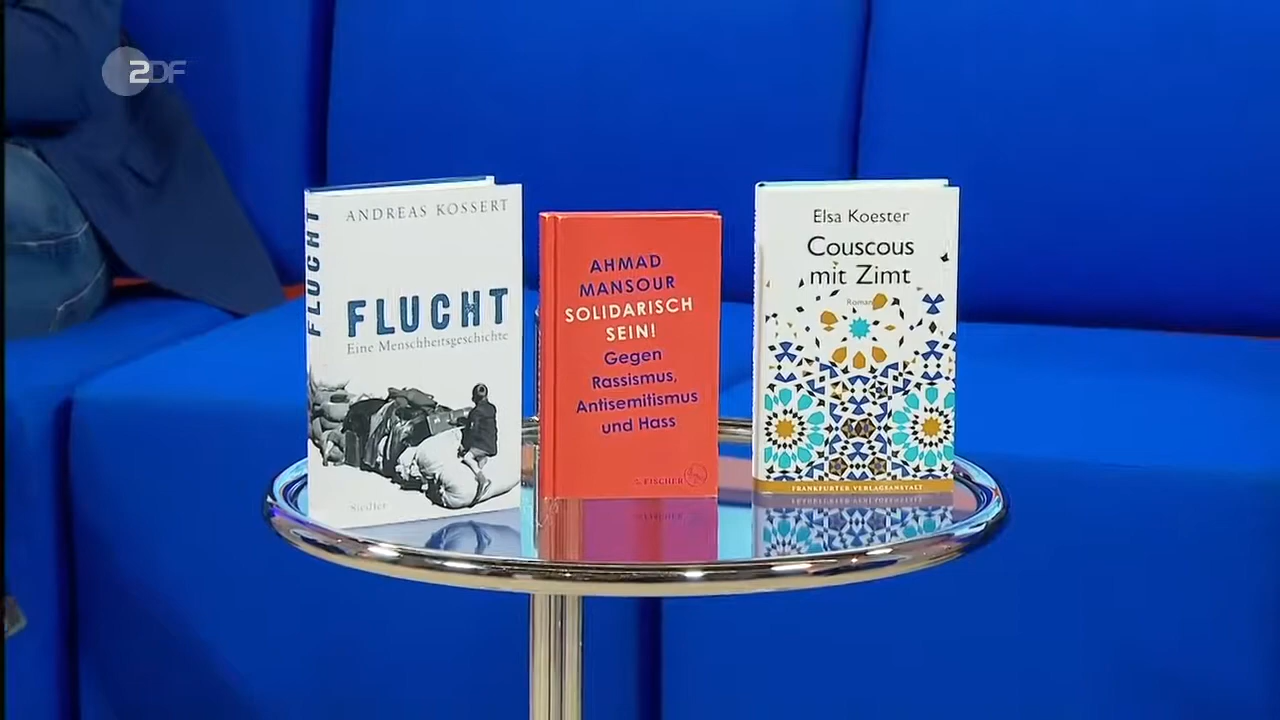 ZDF
FLUCHT
ANDREAS KOSSERT
FLUCHT
Eine Menschheitsgeschichte
Siedler
AHMAD
MANSOUR
SOLIDARISCH
SEIN!
Gegen
Rassismus,
Antisemitismus
und Hass
S. FISCHER
Elsa Koester
Couscous
mit Zimt
Roman
FRANKFURTER VERLAGSANSTALT